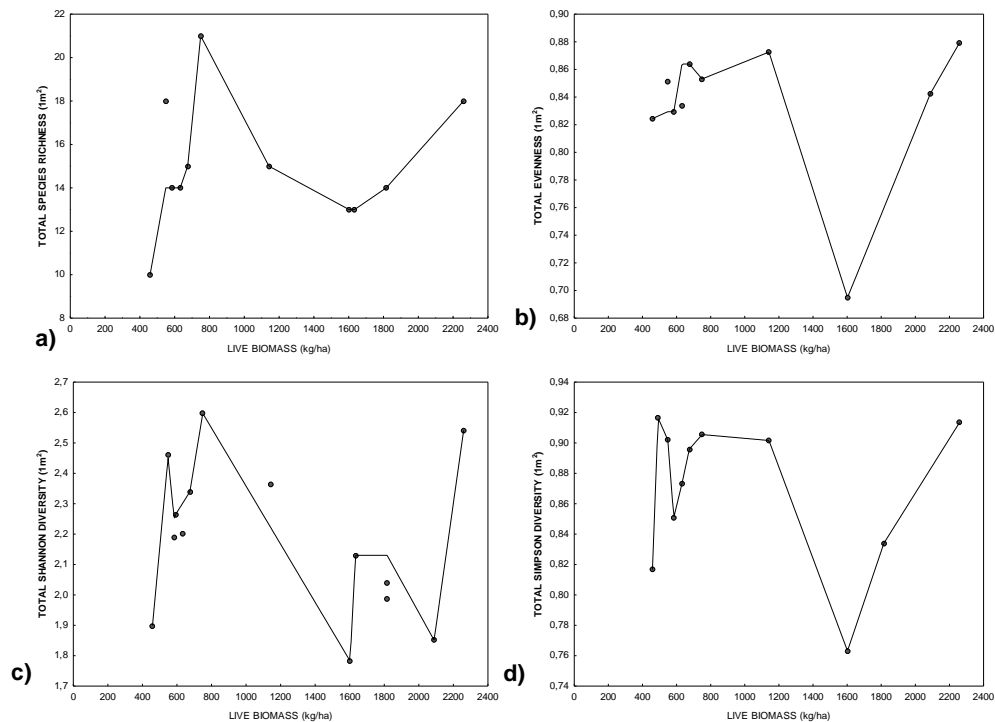 22
20
18
16
14
12
10
8
TOTAL SPECIES RICHNESS (1m²)
0 200 400 600 800 1000 1200 1400 1600 1800 2000 2200 2400
LIVE BIOMASS (kg/ha)
a)
0,90
0,88
0,86
0,84
0,82
0,80
0,78
0,76
0,74
0,72
0,70
0,68
TOTAL EVENNESS (1m²)
0 200 400 600 800 1000 1200 1400 1600 1800 2000 2200 2400
LIVE BIOMASS (kg/ha)
b)
2,7
2,6
2,5
2,4
2,3
2,2
2,1
2,0
1,9
1,8
1,7
TOTAL SHANNON DIVERSITY (1m²)
0 200 400 600 800 1000 1200 1400 1600 1800 2000 2200 2400
LIVE BIOMASS (kg/ha)
c)
0,94
0,92
0,90
0,88
0,86
0,84
0,82
0,80
0,78
0,76
0,74
TOTAL SIMPSON DIVERSITY (1m²)
0 200 400 600 800 1000 1200 1400 1600 1800 2000 2200 2400
LIVE BIOMASS (kg/ha)
d)